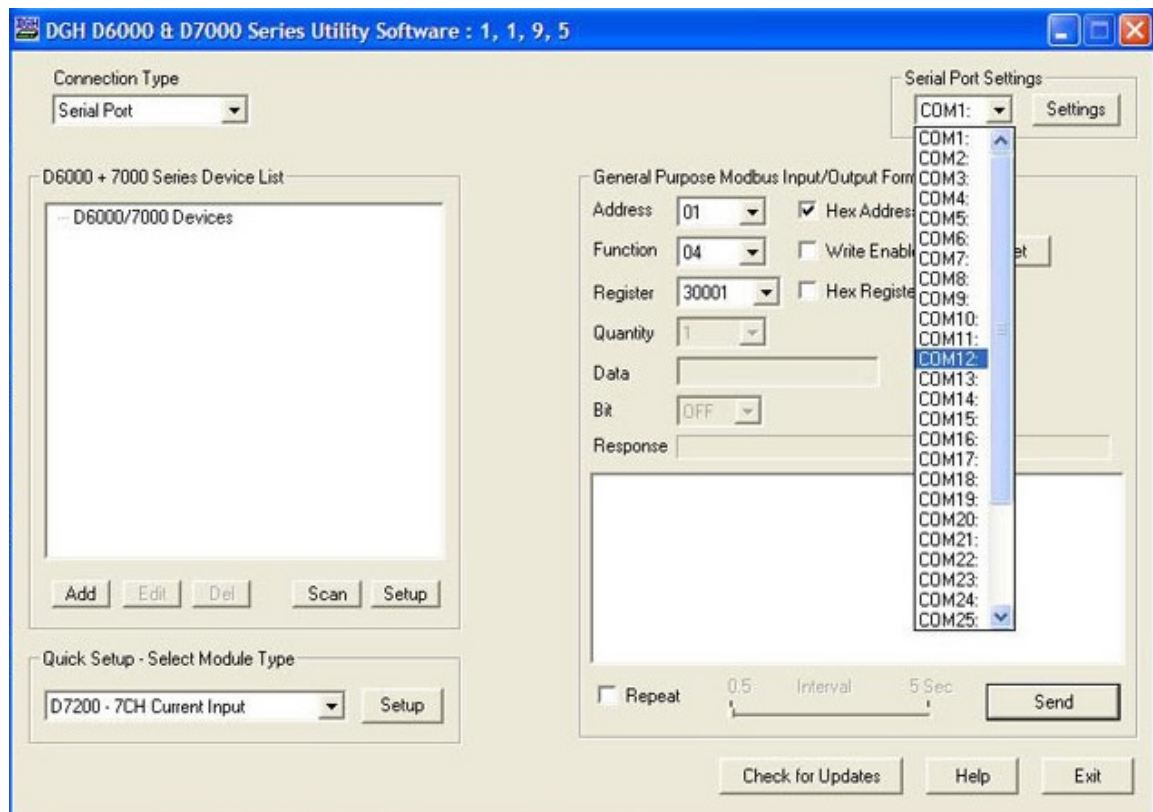 DGH D6000 & D7000 Series Utility Software : 1, 1, 9, 5
Connection Type
Serial Port
Serial Port Settings
COM1:
Settings
COM1:
COM2:
COM3:
COM4:
COM5:
COM6:
COM7:
COM8:
COM9:
COM10:
COM11:
COM12:
COM13:
COM14:
COM15:
COM16:
COM17:
COM18:
COM19:
COM20:
COM21:
COM22:
COM23:
COM24:
COM25:
D6000 + 7000 Series Device List
D6000/7000 Devices
Add Edit Del Scan Setup
Quick Setup - Select Module Type
D7200 - 7CH Current Input
Setup
General Purpose Modbus Input/Output Form
Address 01 Hex Addres
Function 04 Write Enabl et
Register 30001 Hex Registe
Quantity 1
Data
Bit OFF
Response
Repeat 0.5 Interval 5 Sec Send
Check for Updates Help Exit